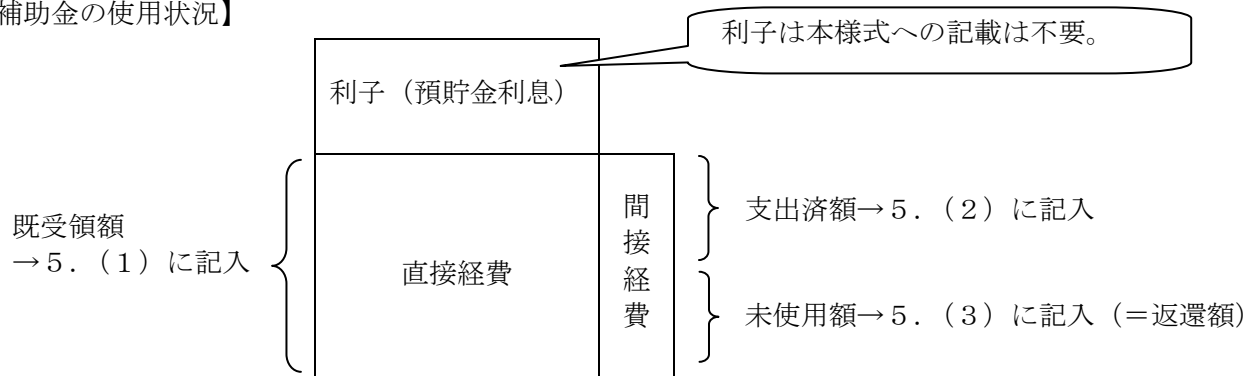 補助金の使用状況】
利子は本様式への記載は不要。
利子（預貯金利息）
既受領額
→５．（１）に記入
直接経費
間接経費
支出済額→５．（２）に記入
未使用額→５．（３）に記入（＝返還額）